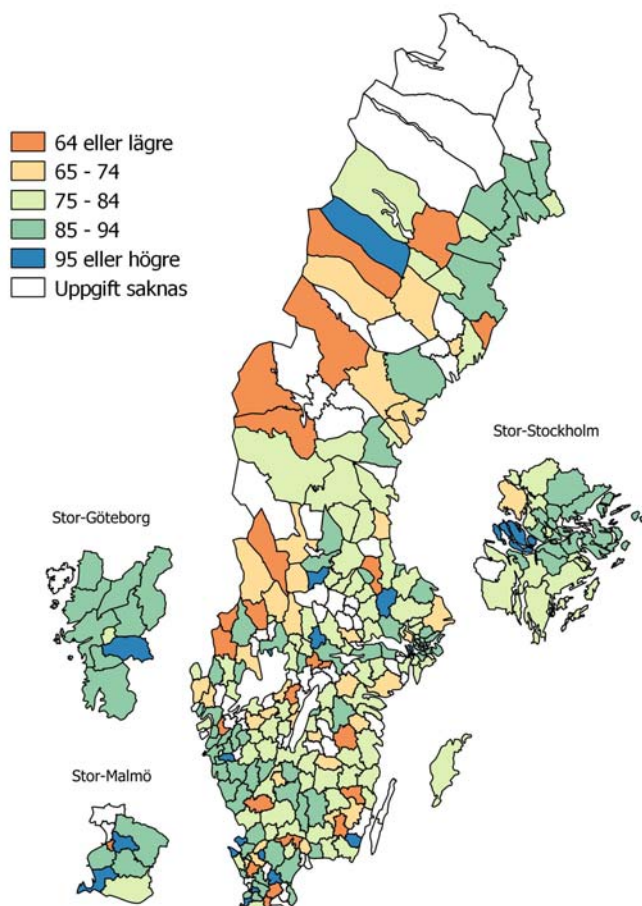 64 eller lägre
65 - 74
75 - 84
85 - 94
95 eller högre
Uppgift saknas
Stor-Stockholm
Stor-Göteborg
Stor-Malmö